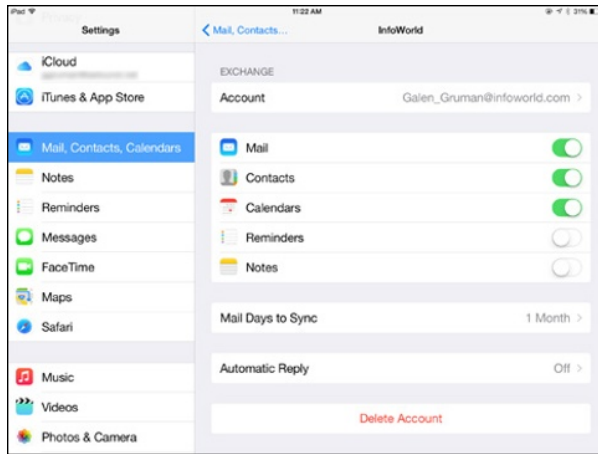 iPad
11:22 AM
31%
Settings
Mail, Contacts...
InfoWorld
iCloud
iTunes & App Store
Mail, Contacts, Calendars
Notes
Reminders
Messages
FaceTime
Maps
Safari
Music
Videos
Photos & Camera
EXCHANGE
Account
Galen_Gruman@infoworld.com
Mail
Contacts
Calendars
Reminders
Notes
Mail Days to Sync
1 Month
Automatic Reply
Off
Delete Account